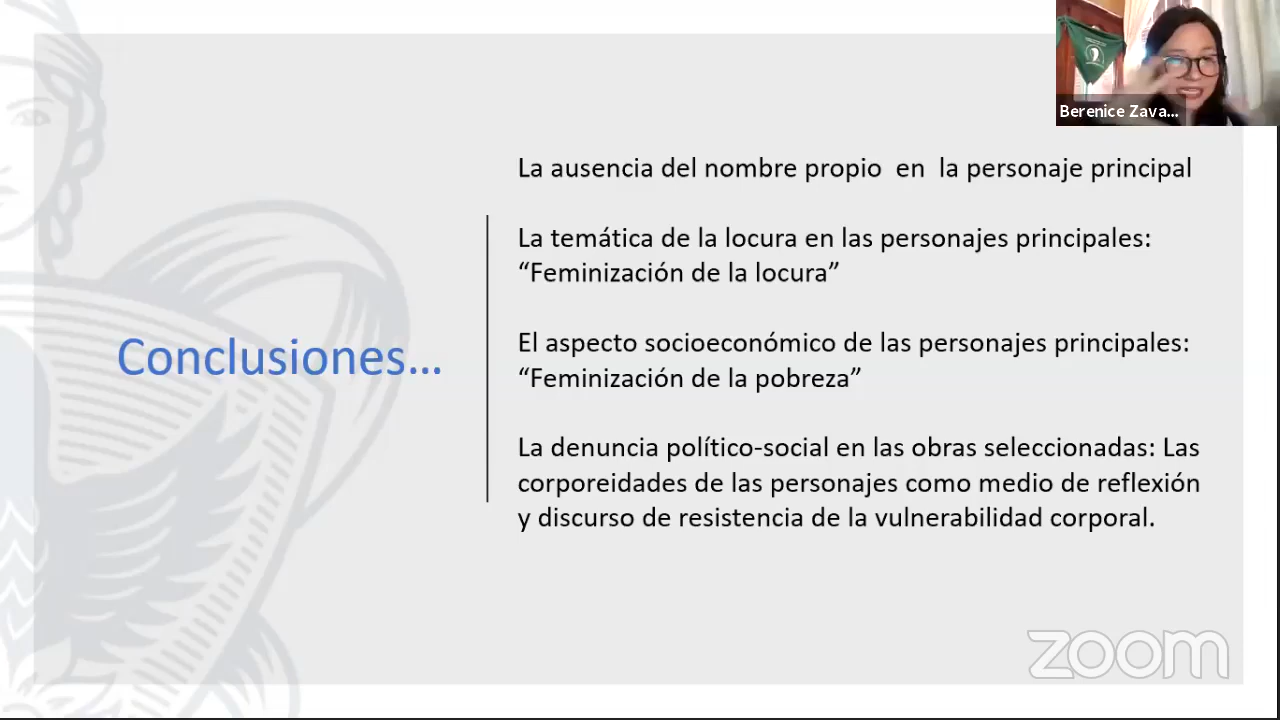 Berenice Zava...
La ausencia del nombre propio en la personaje principal
La temática de la locura en las personajes principales:
“Feminización de la locura”
El aspecto socioeconómico de las personajes principales:
“Feminización de la pobreza”
Conclusiones...
La denuncia político-social en las obras seleccionadas: Las
corporeidades de las personajes como medio de reflexión
y discurso de resistencia de la vulnerabilidad corporal.
zoom